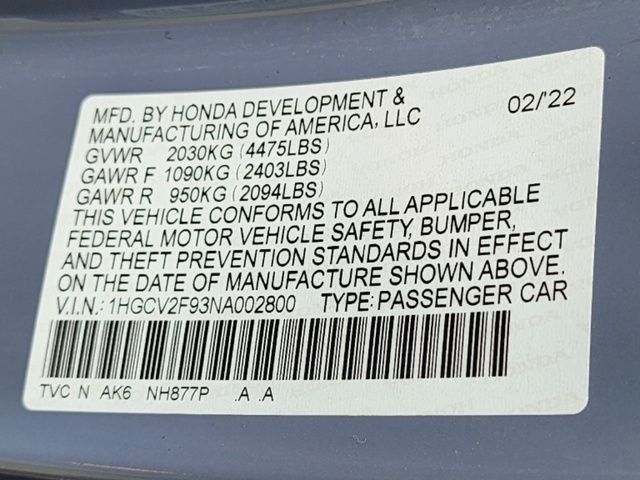 MFD. BY HONDA DEVELOPMENT & 02/'22
MANUFACTURING OF AMERICA, LLC
GVWR 2030KG (4475LBS)
GAWR F 1090KG (2403LBS)
GAWR R 950KG (2094LBS)
THIS VEHICLE CONFORMS TO ALL APPLICABLE
FEDERAL MOTOR VEHICLE SAFETY, BUMPER,
AND THEFT PREVENTION STANDARDS IN EFFECT
ON THE DATE OF MANUFACTURE SHOWN ABOVE.
V.I.N.: 1HGCV2F93NA002800 TYPE: PASSENGER CAR
TVC N AK6 NH877P .A .A